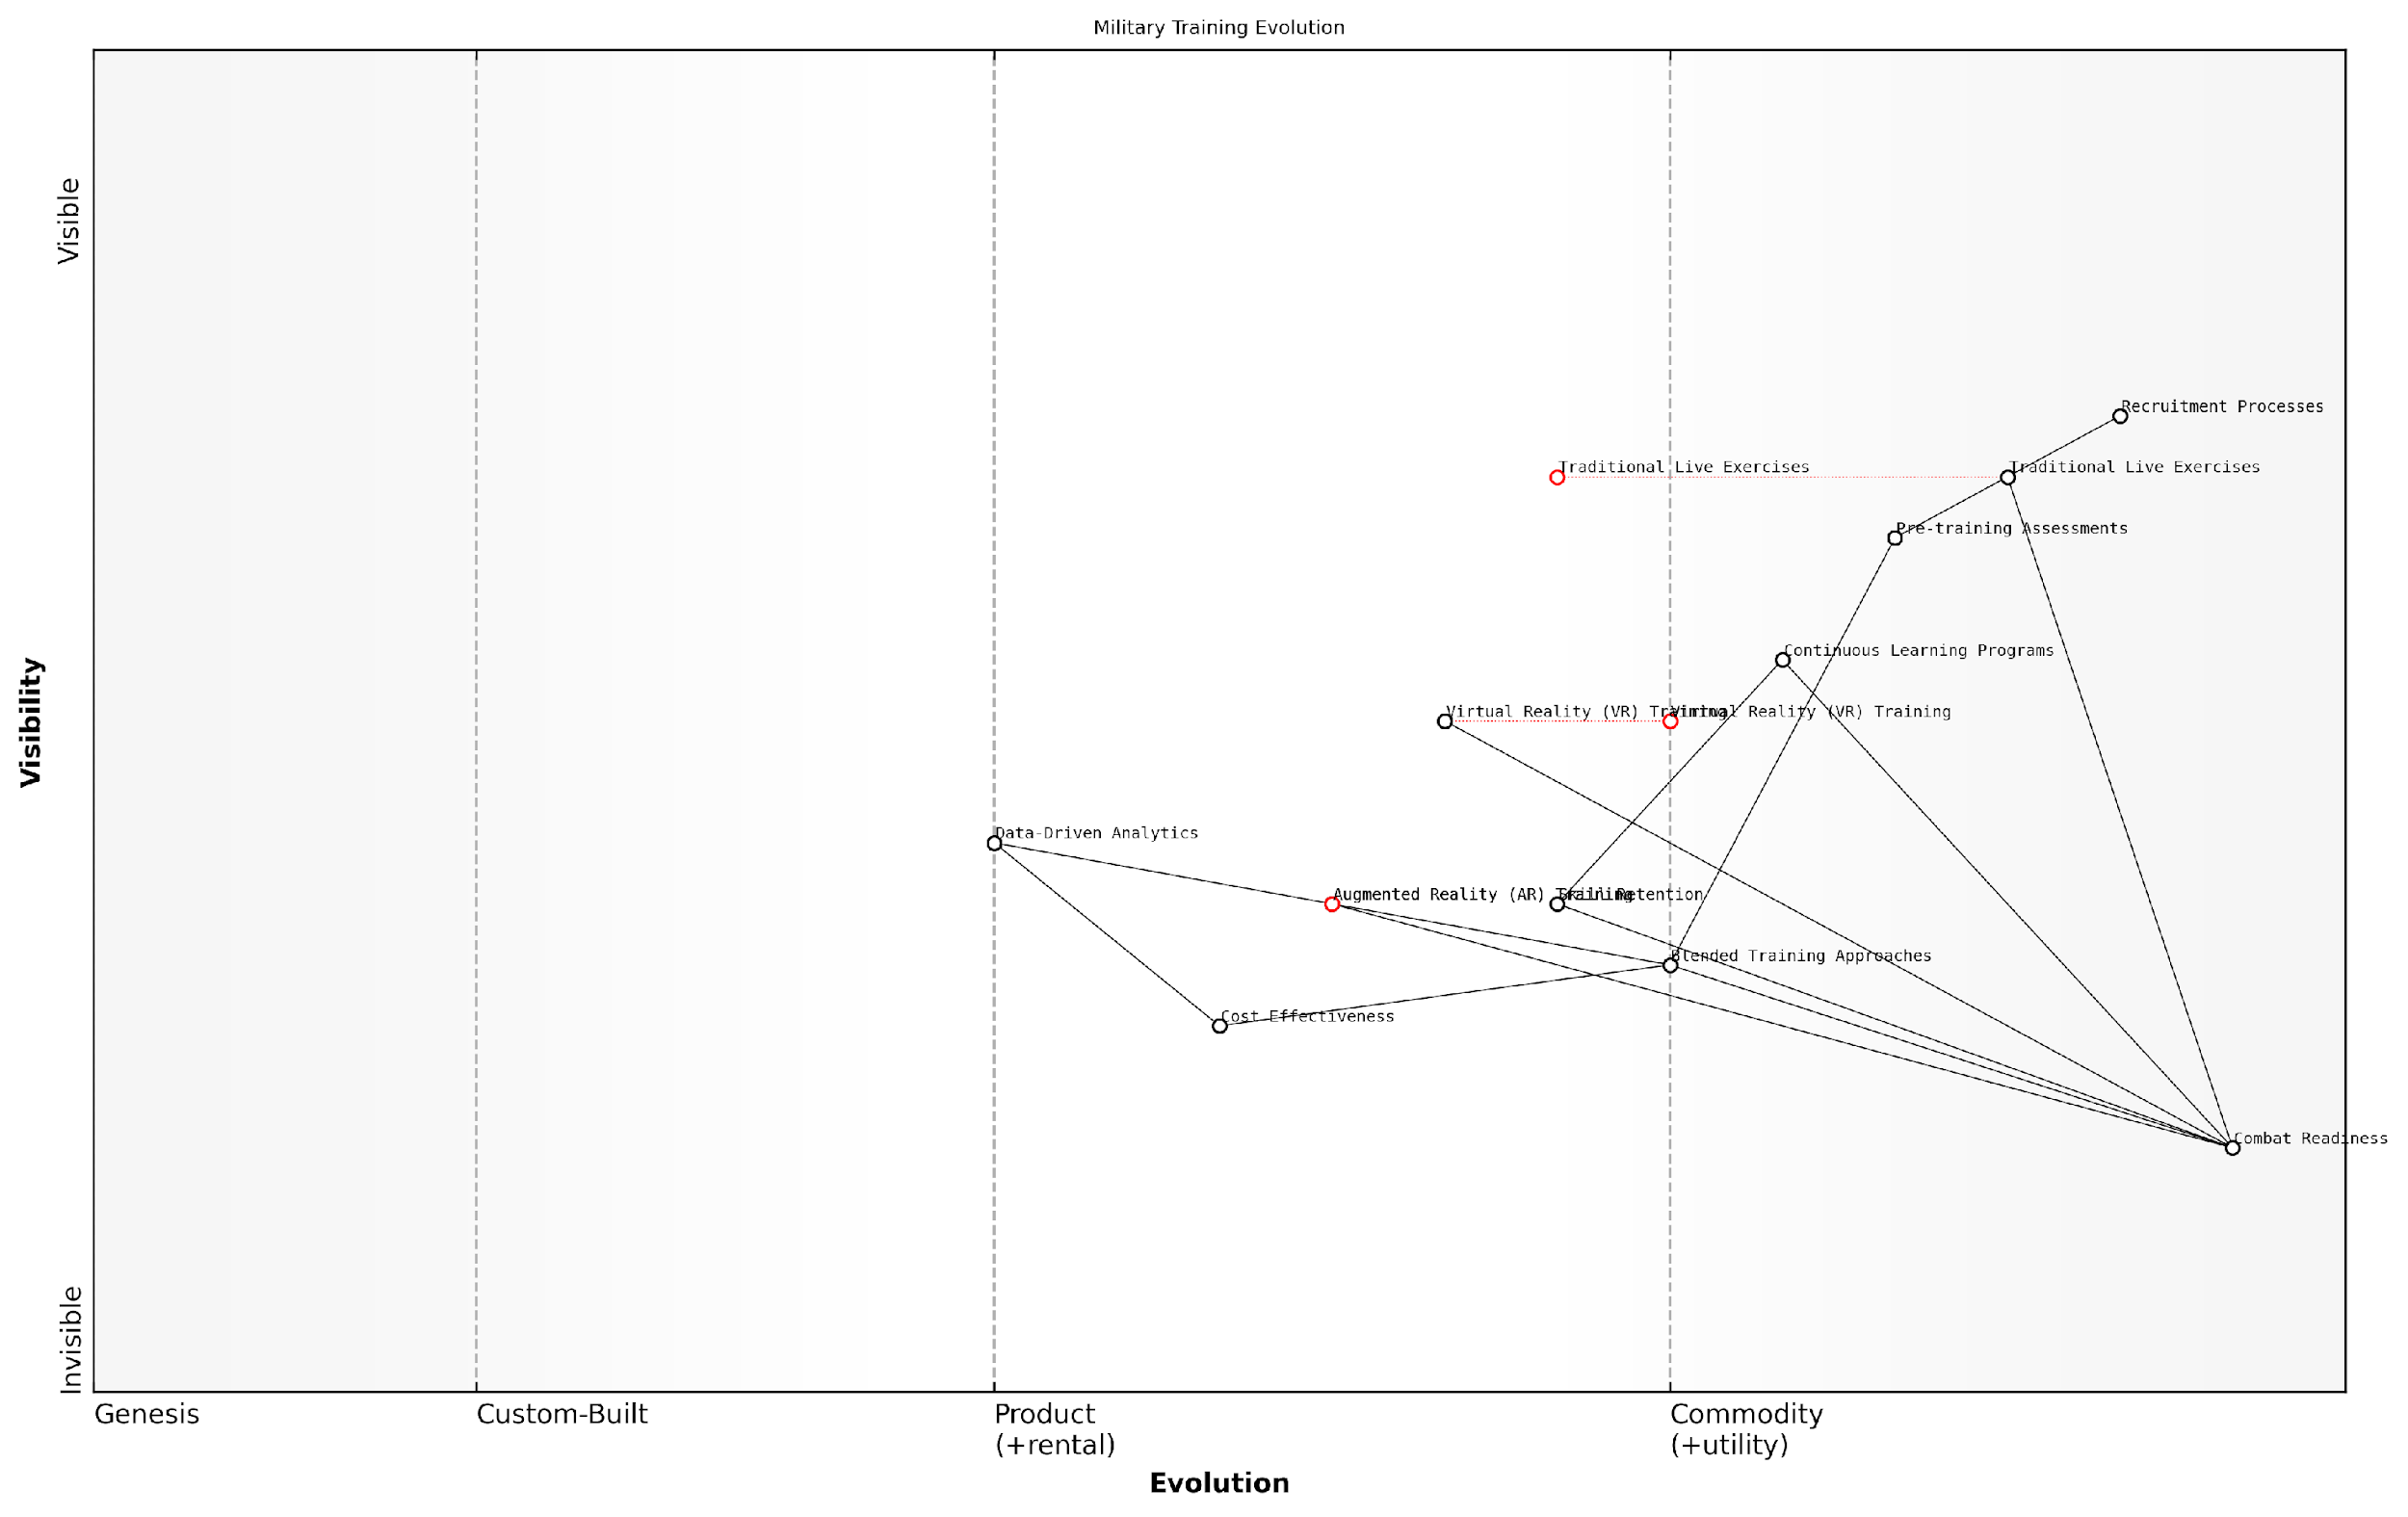 Military Training Evolution
Visible
Visibility
Invisible
Recruitment Processes
Traditional Live Exercises
Traditional Live Exercises
Pre-training Assessments
Continuous Learning Programs
Virtual Reality (VR) Training
Virtual Reality (VR) Training
Data-Driven Analytics
Augmented Reality (AR) Training
Skill Retention
Blended Training Approaches
Cost Effectiveness
Combat Readiness
Genesis
Custom-Built
Product
(+rental)
Commodity
(+utility)
Evolution